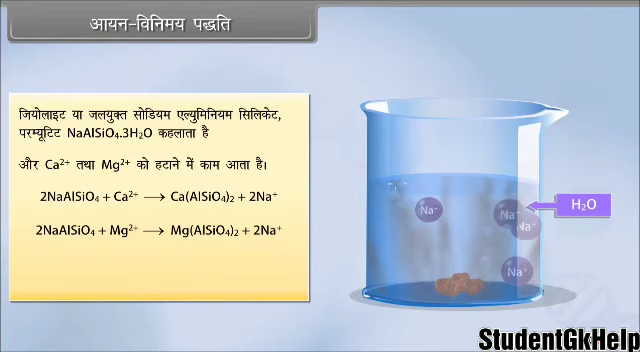 आयन-विनिमय पद्धति
जियोलाइट या जलयुक्त सोडियम एल्युमिनियम सिलिकेट,
परम्यूटिट NaAlSiO₄.3H₂O कहलाता है
और Ca²⁺ तथा Mg²⁺ को हटाने में काम आता है।
2NaAlSiO₄ + Ca²⁺ ⟶ Ca(AlSiO₄)₂ + 2Na⁺
2NaAlSiO₄ + Mg²⁺ ⟶ Mg(AlSiO₄)₂ + 2Na⁺
H₂O
Na⁺
Na⁺
Na⁺
Na⁺
StudentGkHelp